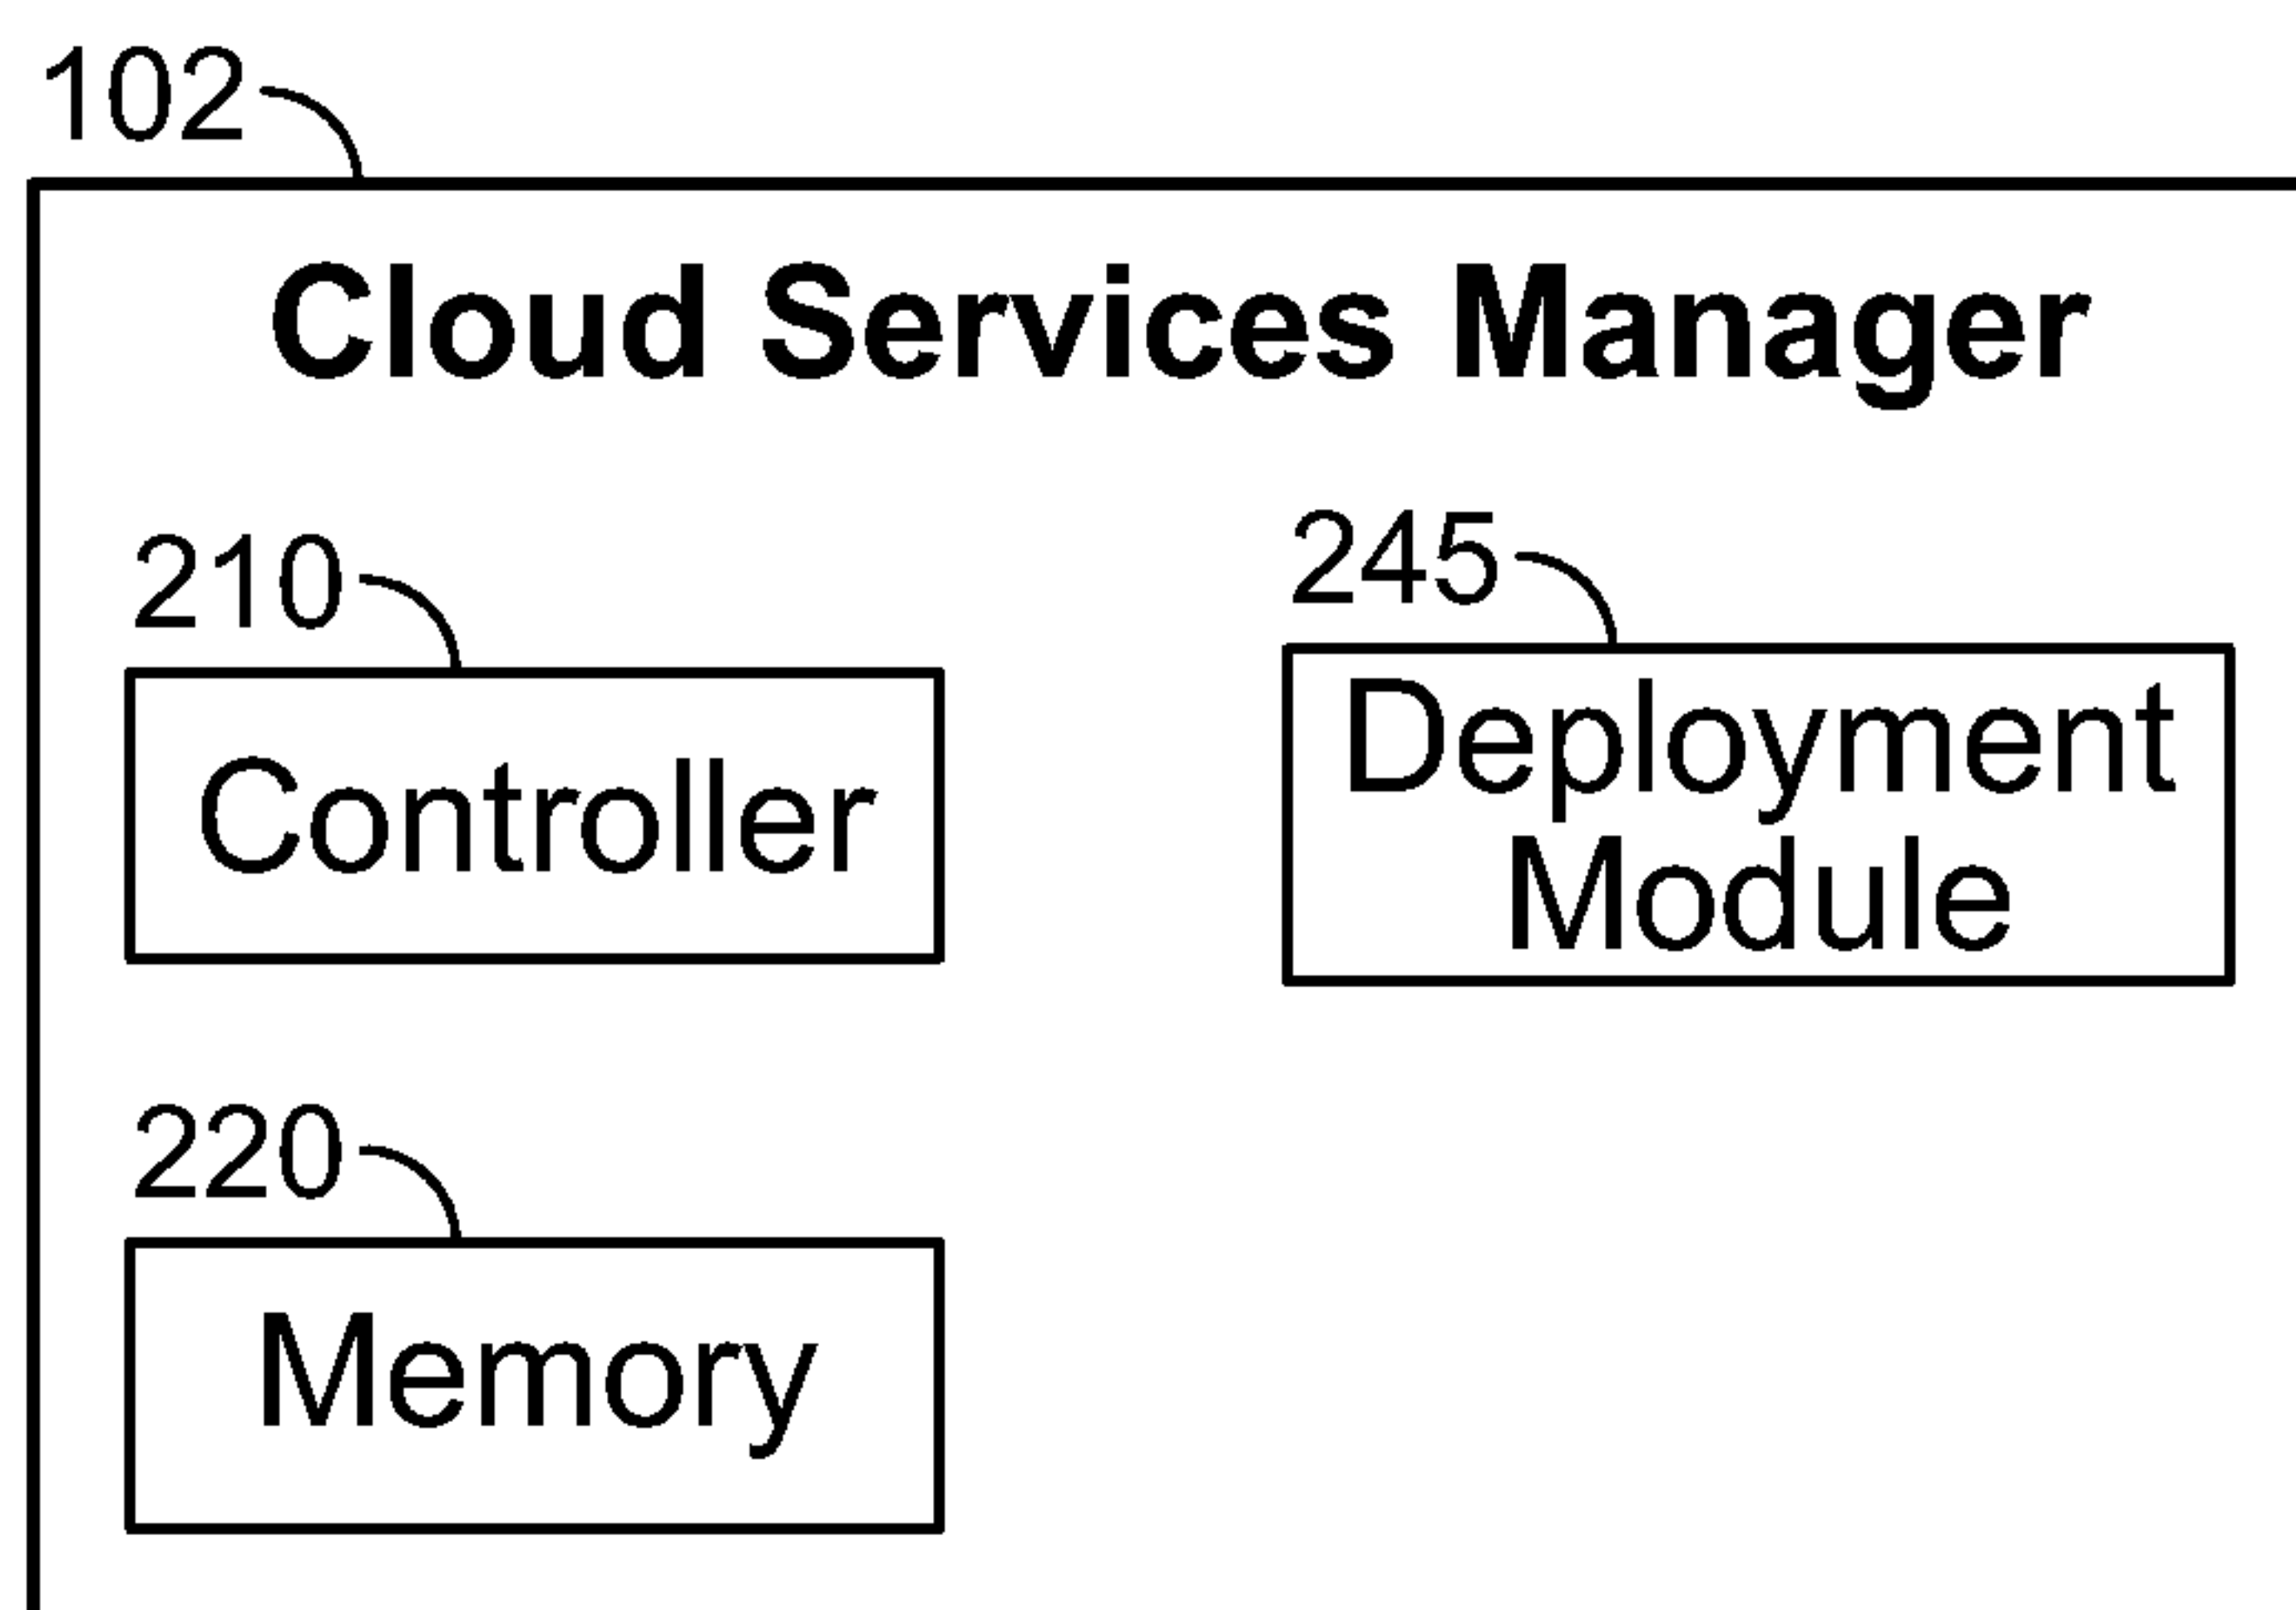 102
Cloud Services Manager
210
Controller
245
Deployment
Module
220
Memory